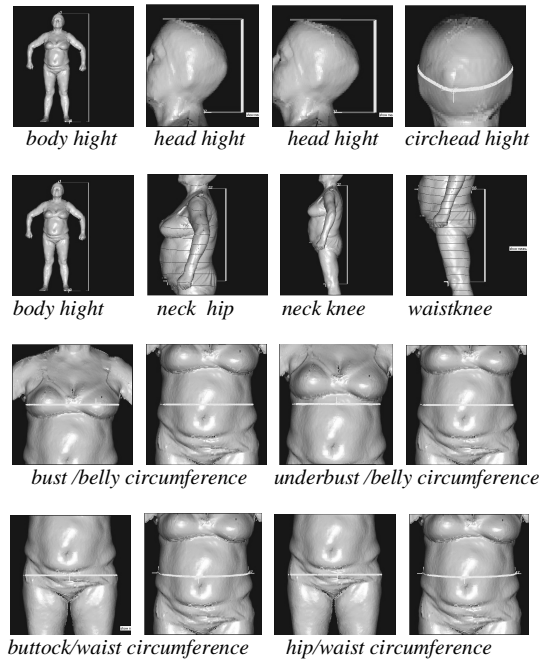 body hight head hight head hight circhead hight
body hight neck hip neck knee waistknee
bust /belly circumference underbust /belly circumference
buttock/waist circumference hip/waist circumference